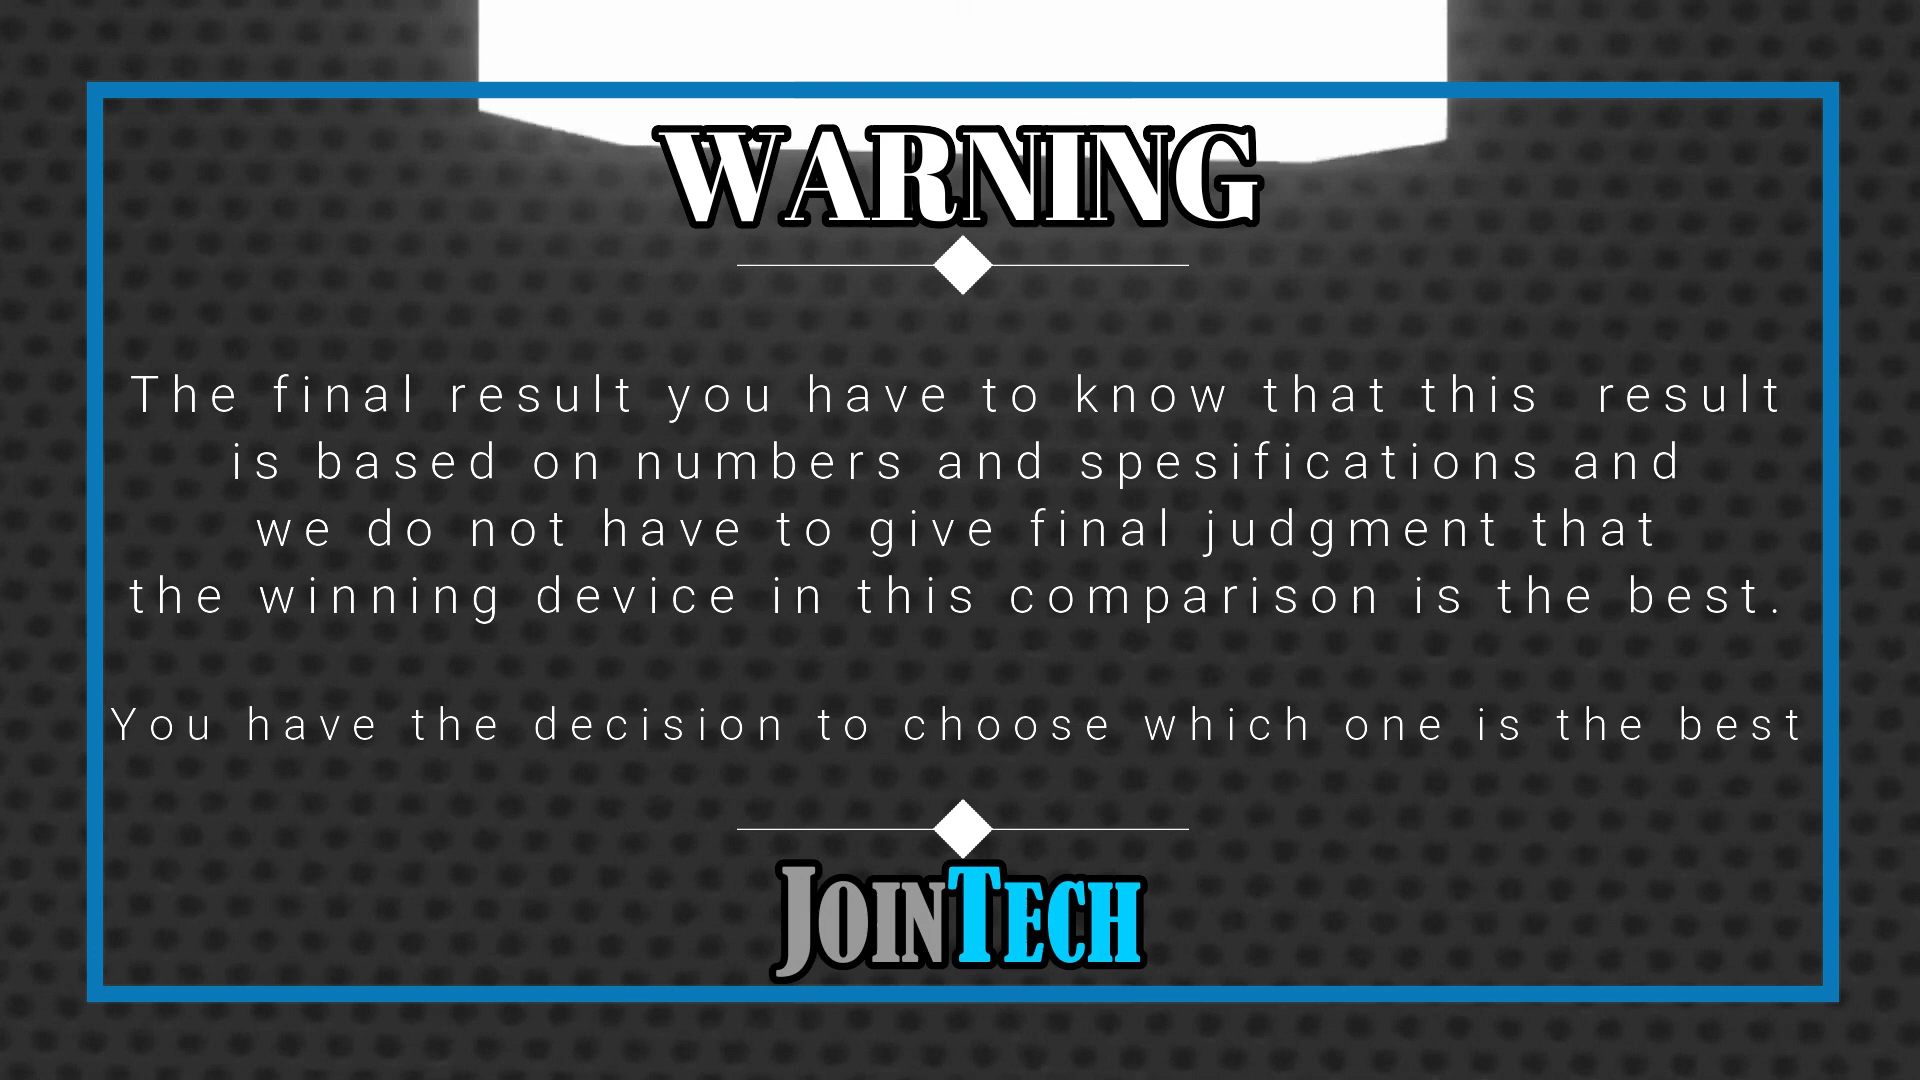 WARNING
The final result you have to know that this result
is based on numbers and spesifications and
we do not have to give final judgment that
the winning device in this comparison is the best.
You have the decision to choose which one is the best
JOINTECH